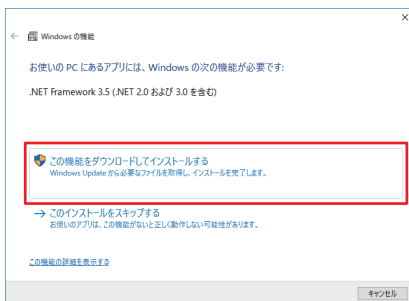 Windows の機能
お使いの PC にあるアプリには、Windows の次の機能が必要です:
.NET Framework 3.5 (.NET 2.0 および 3.0 を含む)
この機能をダウンロードしてインストールする
Windows Update から必要なファイルを取得し、インストールを完了します。
→ このインストールをスキップする
お使いのアプリは、この機能がないと正しく動作しない可能性があります。
この機能の詳細を表示する
キャンセル